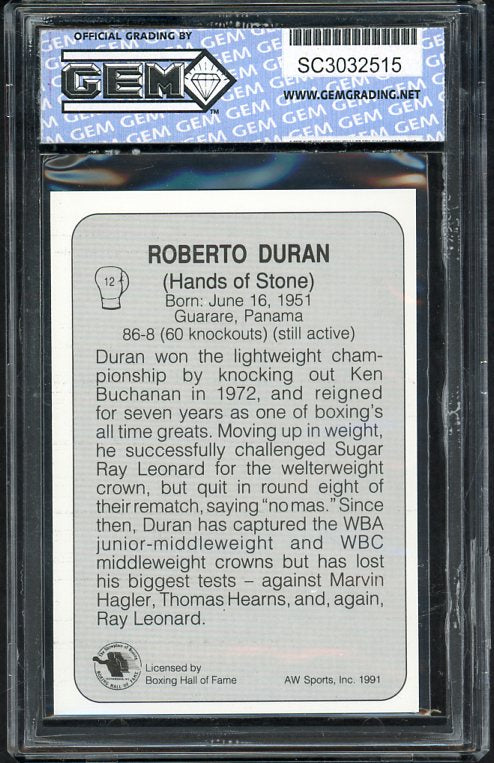 OFFICIAL GRADING BY
GEM
TM
SC3032515
WWW.GEMGRADING.NET
ROBERTO DURAN
12
(Hands of Stone)
Born: June 16, 1951
Guarare, Panama
86-8 (60 knockouts) (still active)
Duran won the lightweight cham-
pionship by knocking out Ken
Buchanan in 1972, and reigned
for seven years as one of boxing's
all time greats. Moving up in weight,
he successfully challenged Sugar
Ray Leonard for the welterweight
crown, but quit in round eight of
their rematch, saying "no mas." Since
then, Duran has captured the WBA
junior-middleweight and WBC
middleweight crowns but has lost
his biggest tests – against Marvin
Hagler, Thomas Hearns, and, again,
Ray Leonard.
Licensed by
Boxing Hall of Fame
AW Sports, Inc. 1991